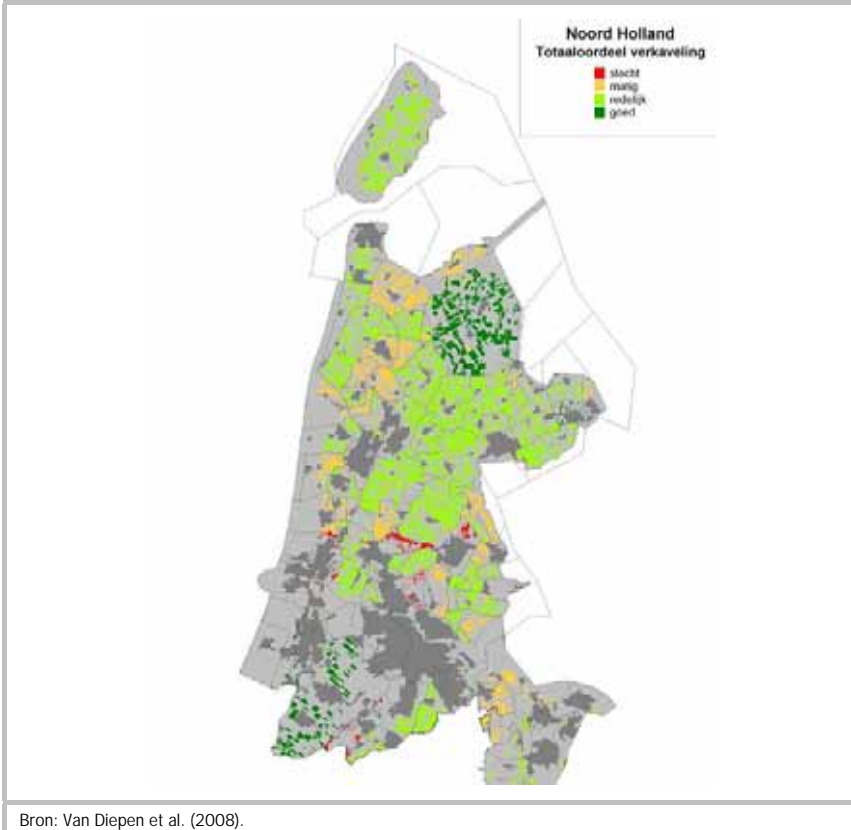 Noord Holland
Totaaloordeel verkaveling
slecht
matig
redelijk
goed
Bron: Van Diepen et al. (2008).